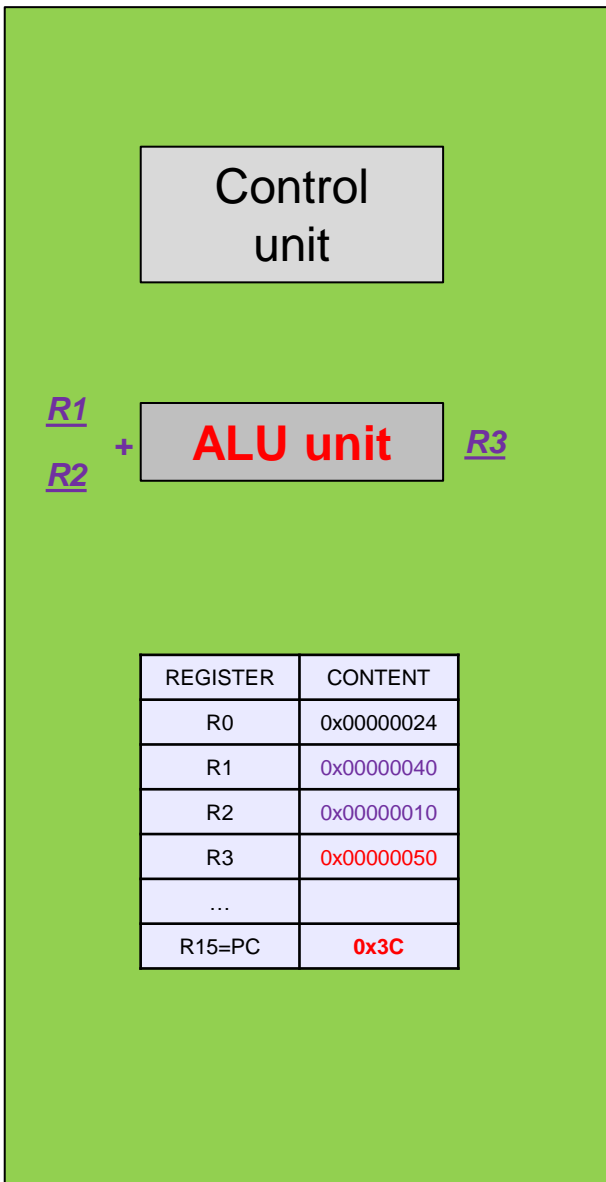 Control
unit
R1
+
R2
ALU unit
R3
REGISTER CONTENT
R0 0x00000024
R1 0x00000040
R2 0x00000010
R3 0x00000050
…
R15=PC 0x3C